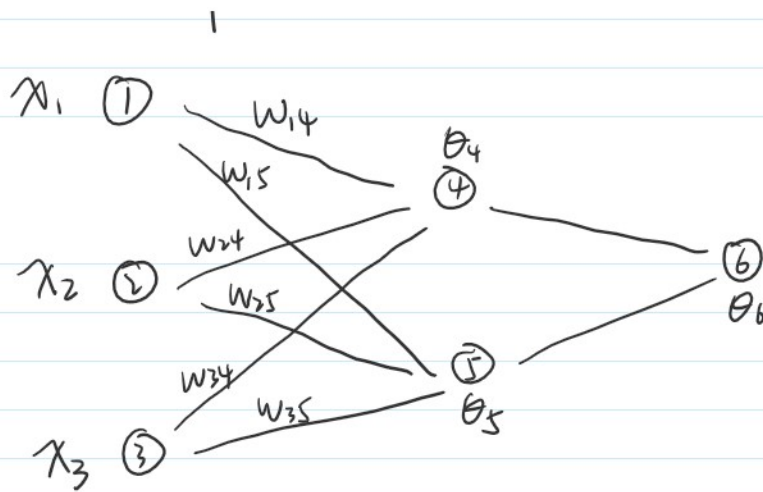 1
x₁ ① W₁₄
θ₄
W₁₅ ④
W₂₄ ⑥
x₂ ② W₂₅ θ₆
W₃₄ ⑤
W₃₅ θ₅
x₃ ③